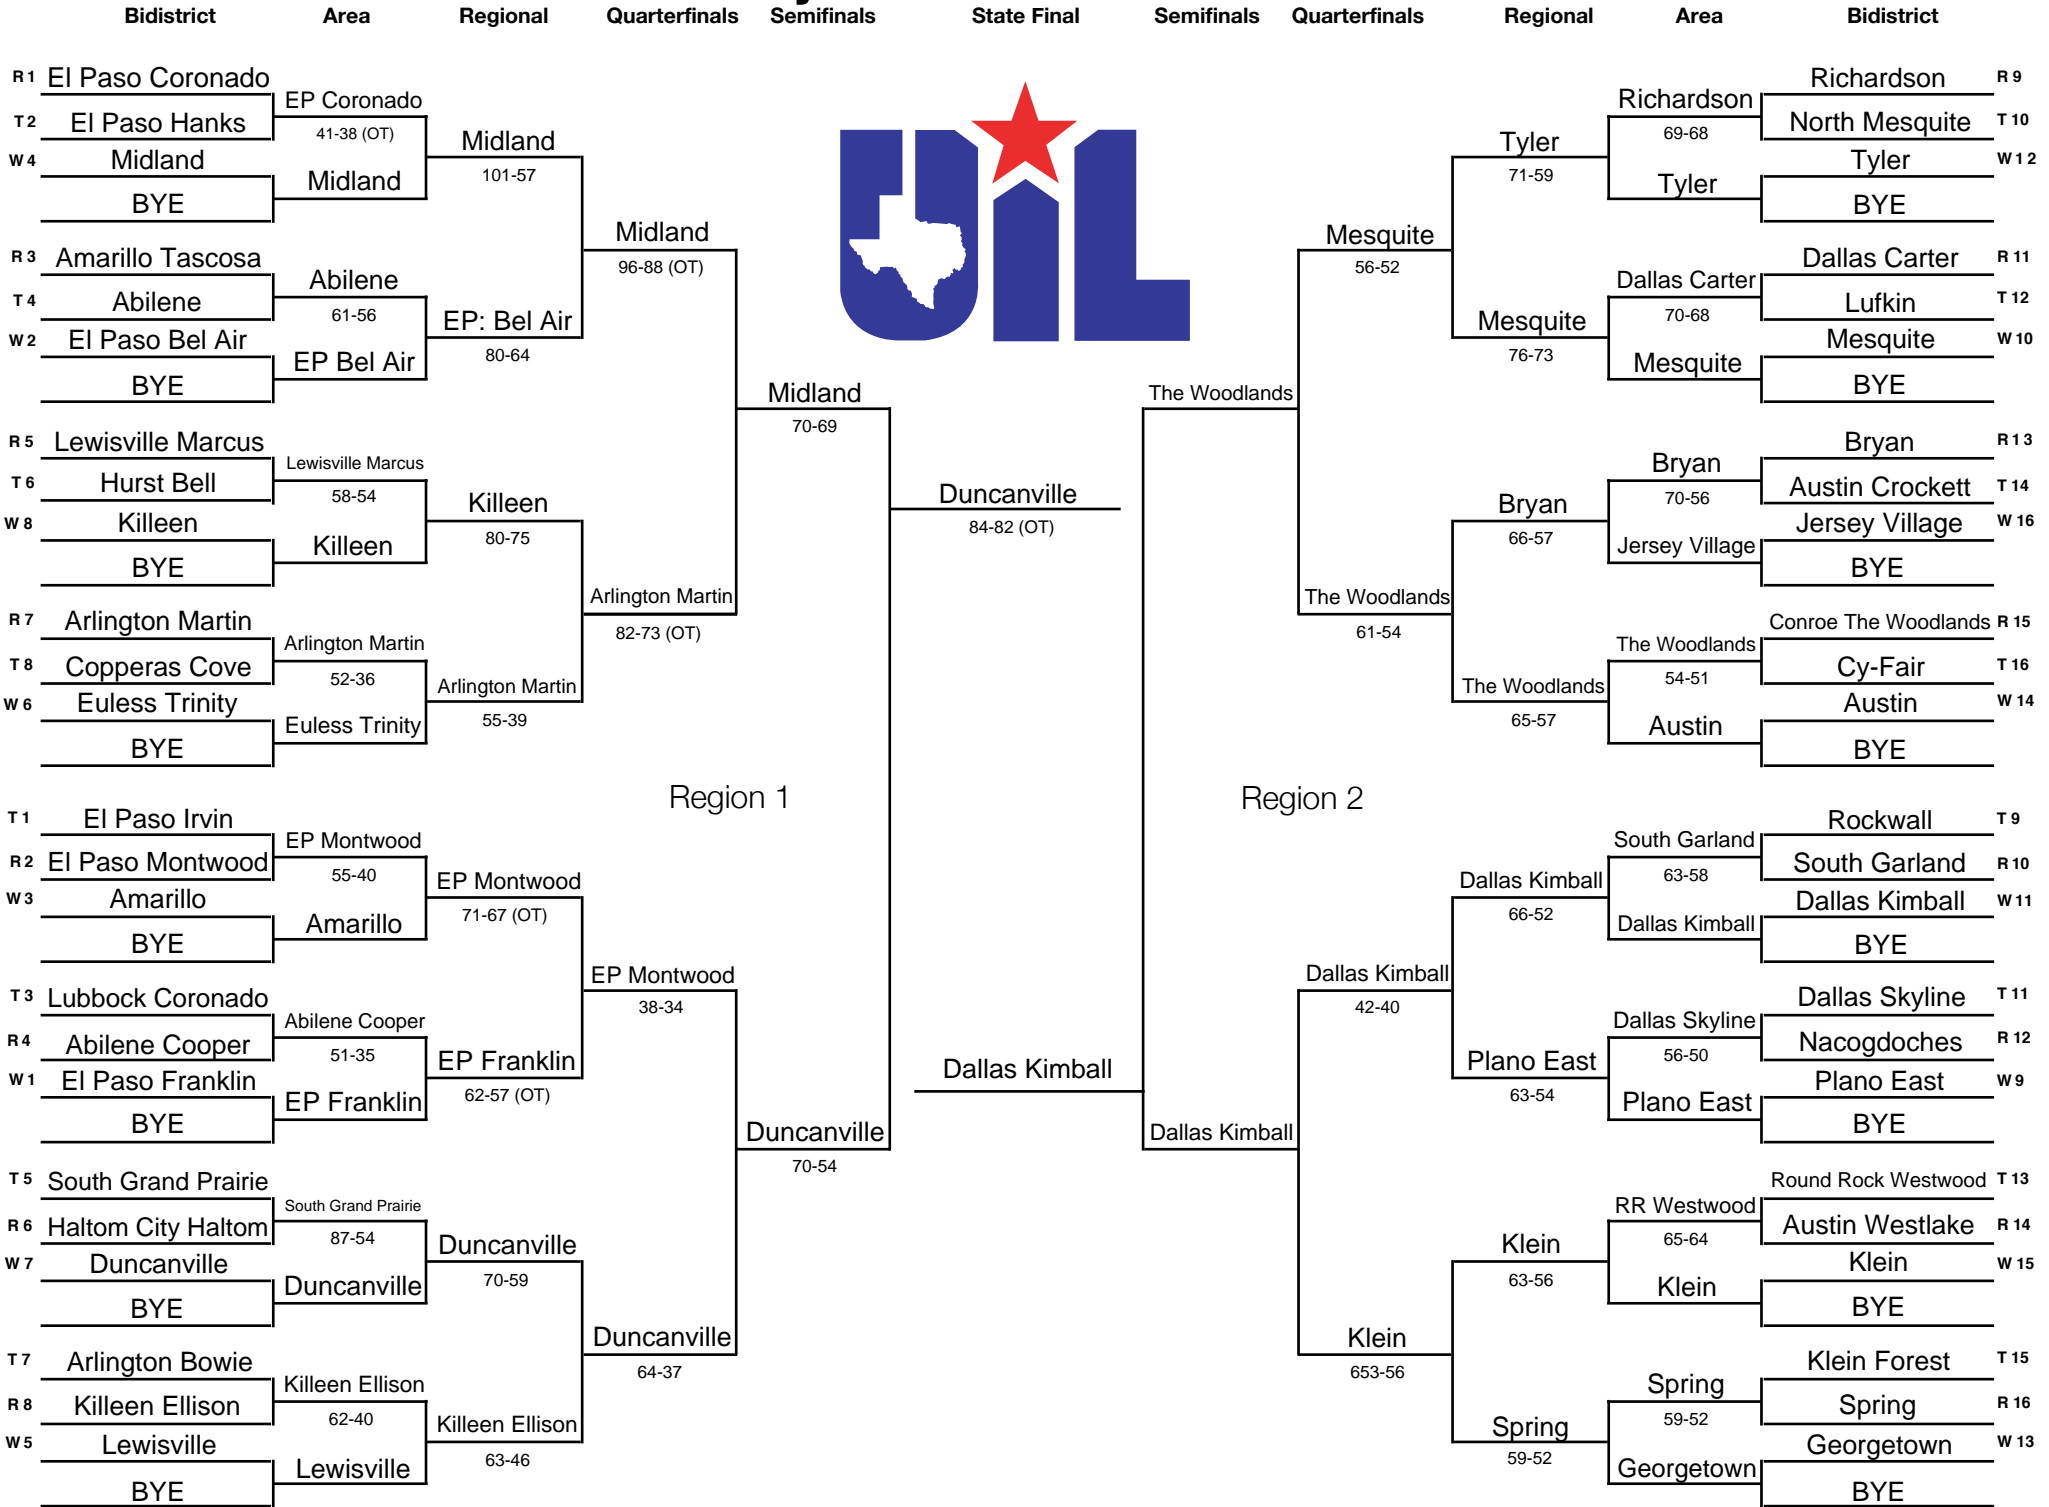 Bidistrict Area Regional Quarterfinals Semifinals State Final Semifinals Quarterfinals Regional Area Bidistrict
R 1 El Paso Coronado
EP Coronado
41-38 (OT)
T 2 El Paso Hanks
Midland
101-57
W 4 Midland
Midland
BYE
Midland
96-88 (OT)
R 3 Amarillo Tascosa
Abilene
61-56
T 4 Abilene
EP: Bel Air
80-64
W 2 El Paso Bel Air
EP Bel Air
BYE
Midland
70-69
R 5 Lewisville Marcus
Lewisville Marcus
58-54
T 6 Hurst Bell
Killeen
80-75
W 8 Killeen
Killeen
BYE
Arlington Martin
82-73 (OT)
R 7 Arlington Martin
Arlington Martin
52-36
T 8 Copperas Cove
Arlington Martin
55-39
W 6 Euless Trinity
Euless Trinity
BYE
Region 1
Duncanville
84-82 (OT)
T 1 El Paso Irvin
EP Montwood
55-40
R 2 El Paso Montwood
EP Montwood
71-67 (OT)
W 3 Amarillo
Amarillo
BYE
EP Montwood
38-34
T 3 Lubbock Coronado
Abilene Cooper
51-35
R 4 Abilene Cooper
EP Franklin
62-57 (OT)
W 1 El Paso Franklin
EP Franklin
BYE
Duncanville
70-54
T 5 South Grand Prairie
South Grand Prairie
87-54
R 6 Haltom City Haltom
Duncanville
70-59
W 7 Duncanville
Duncanville
BYE
Duncanville
64-37
T 7 Arlington Bowie
Killeen Ellison
62-40
R 8 Killeen Ellison
Killeen Ellison
63-46
W 5 Lewisville
Lewisville
BYE
UIL
Richardson R 9
Richardson
69-68
North Mesquite T 10
Tyler
71-59
Tyler W 1 2
Tyler
BYE
Mesquite
56-52
Dallas Carter R 11
Dallas Carter
70-68
Lufkin T 12
Mesquite
76-73
Mesquite W 10
Mesquite
BYE
The Woodlands
Bryan R 1 3
Bryan
70-56
Austin Crockett T 14
Bryan
66-57
Jersey Village W 16
Jersey Village
BYE
The Woodlands
61-54
Conroe The Woodlands R 15
The Woodlands
54-51
Cy-Fair T 16
The Woodlands
65-57
Austin W 14
Austin
BYE
Region 2
Dallas Kimball
Rockwall T 9
South Garland
63-58
South Garland R 10
Dallas Kimball
66-52
Dallas Kimball W 11
Dallas Kimball
BYE
Dallas Kimball
42-40
Dallas Skyline T 11
Dallas Skyline
56-50
Nacogdoches R 12
Plano East
63-54
Plano East W 9
Plano East
BYE
Dallas Kimball
Round Rock Westwood T 13
RR Westwood
65-64
Austin Westlake R 14
Klein
63-56
Klein W 15
Klein
BYE
Klein
653-56
Klein Forest T 15
Spring
59-52
Spring R 16
Spring
59-52
Georgetown W 13
Georgetown
BYE